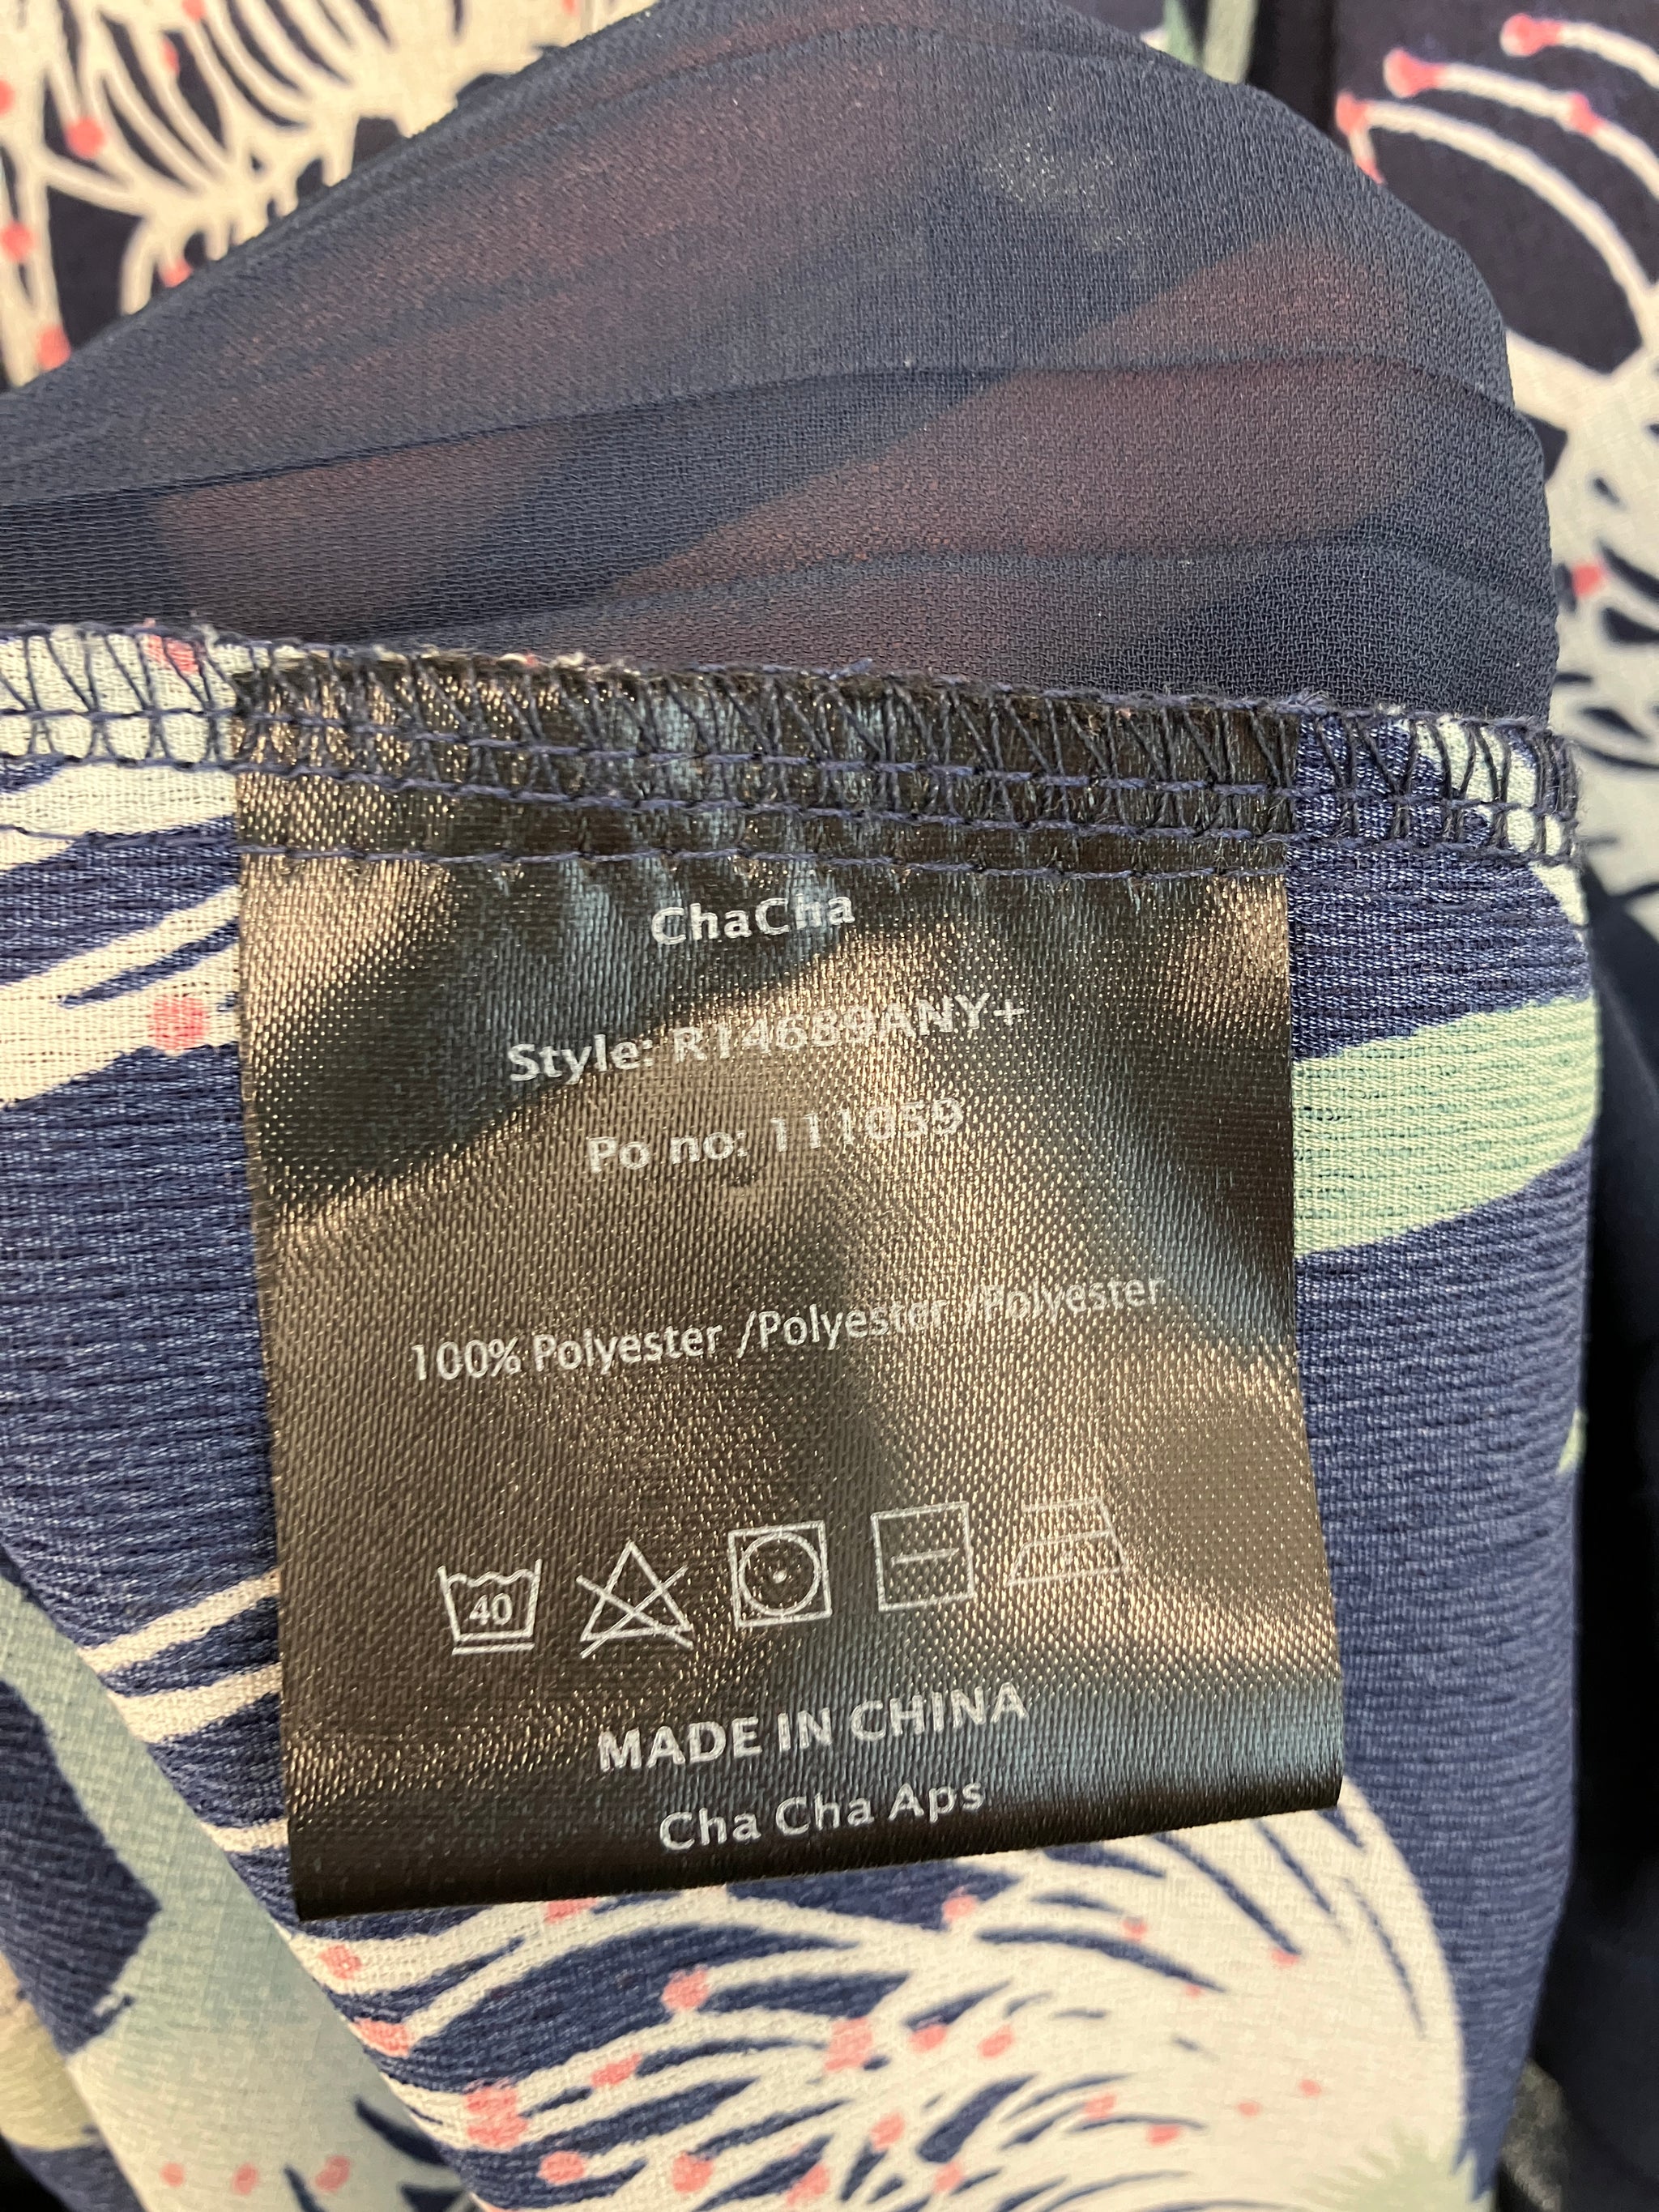 ChaCha
Style: R14689ANY+
Po no: 111059
100% Polyester /Polyester /Polyester
40
MADE IN CHINA
Cha Cha Aps